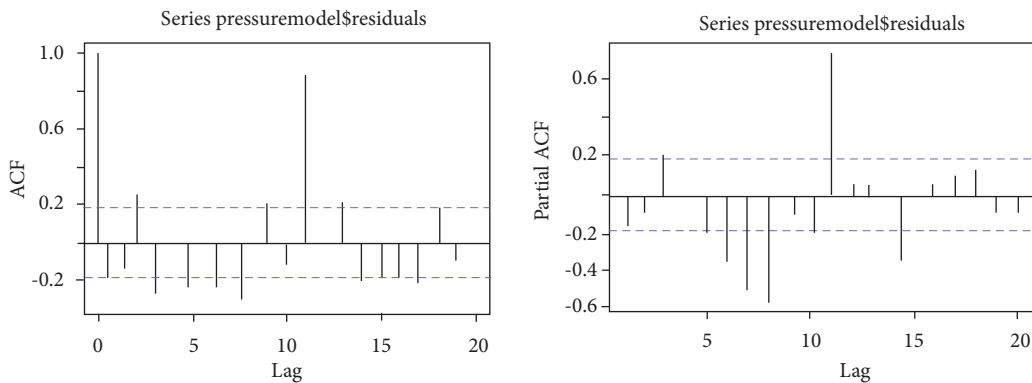 Series pressuremodel$residuals
1.0
0.6
0.2
-0.2
ACF
0 5 10 15 20
Lag
Series pressuremodel$residuals
0.6
0.2
-0.2
-0.4
-0.6
Partial ACF
5 10 15 20
Lag